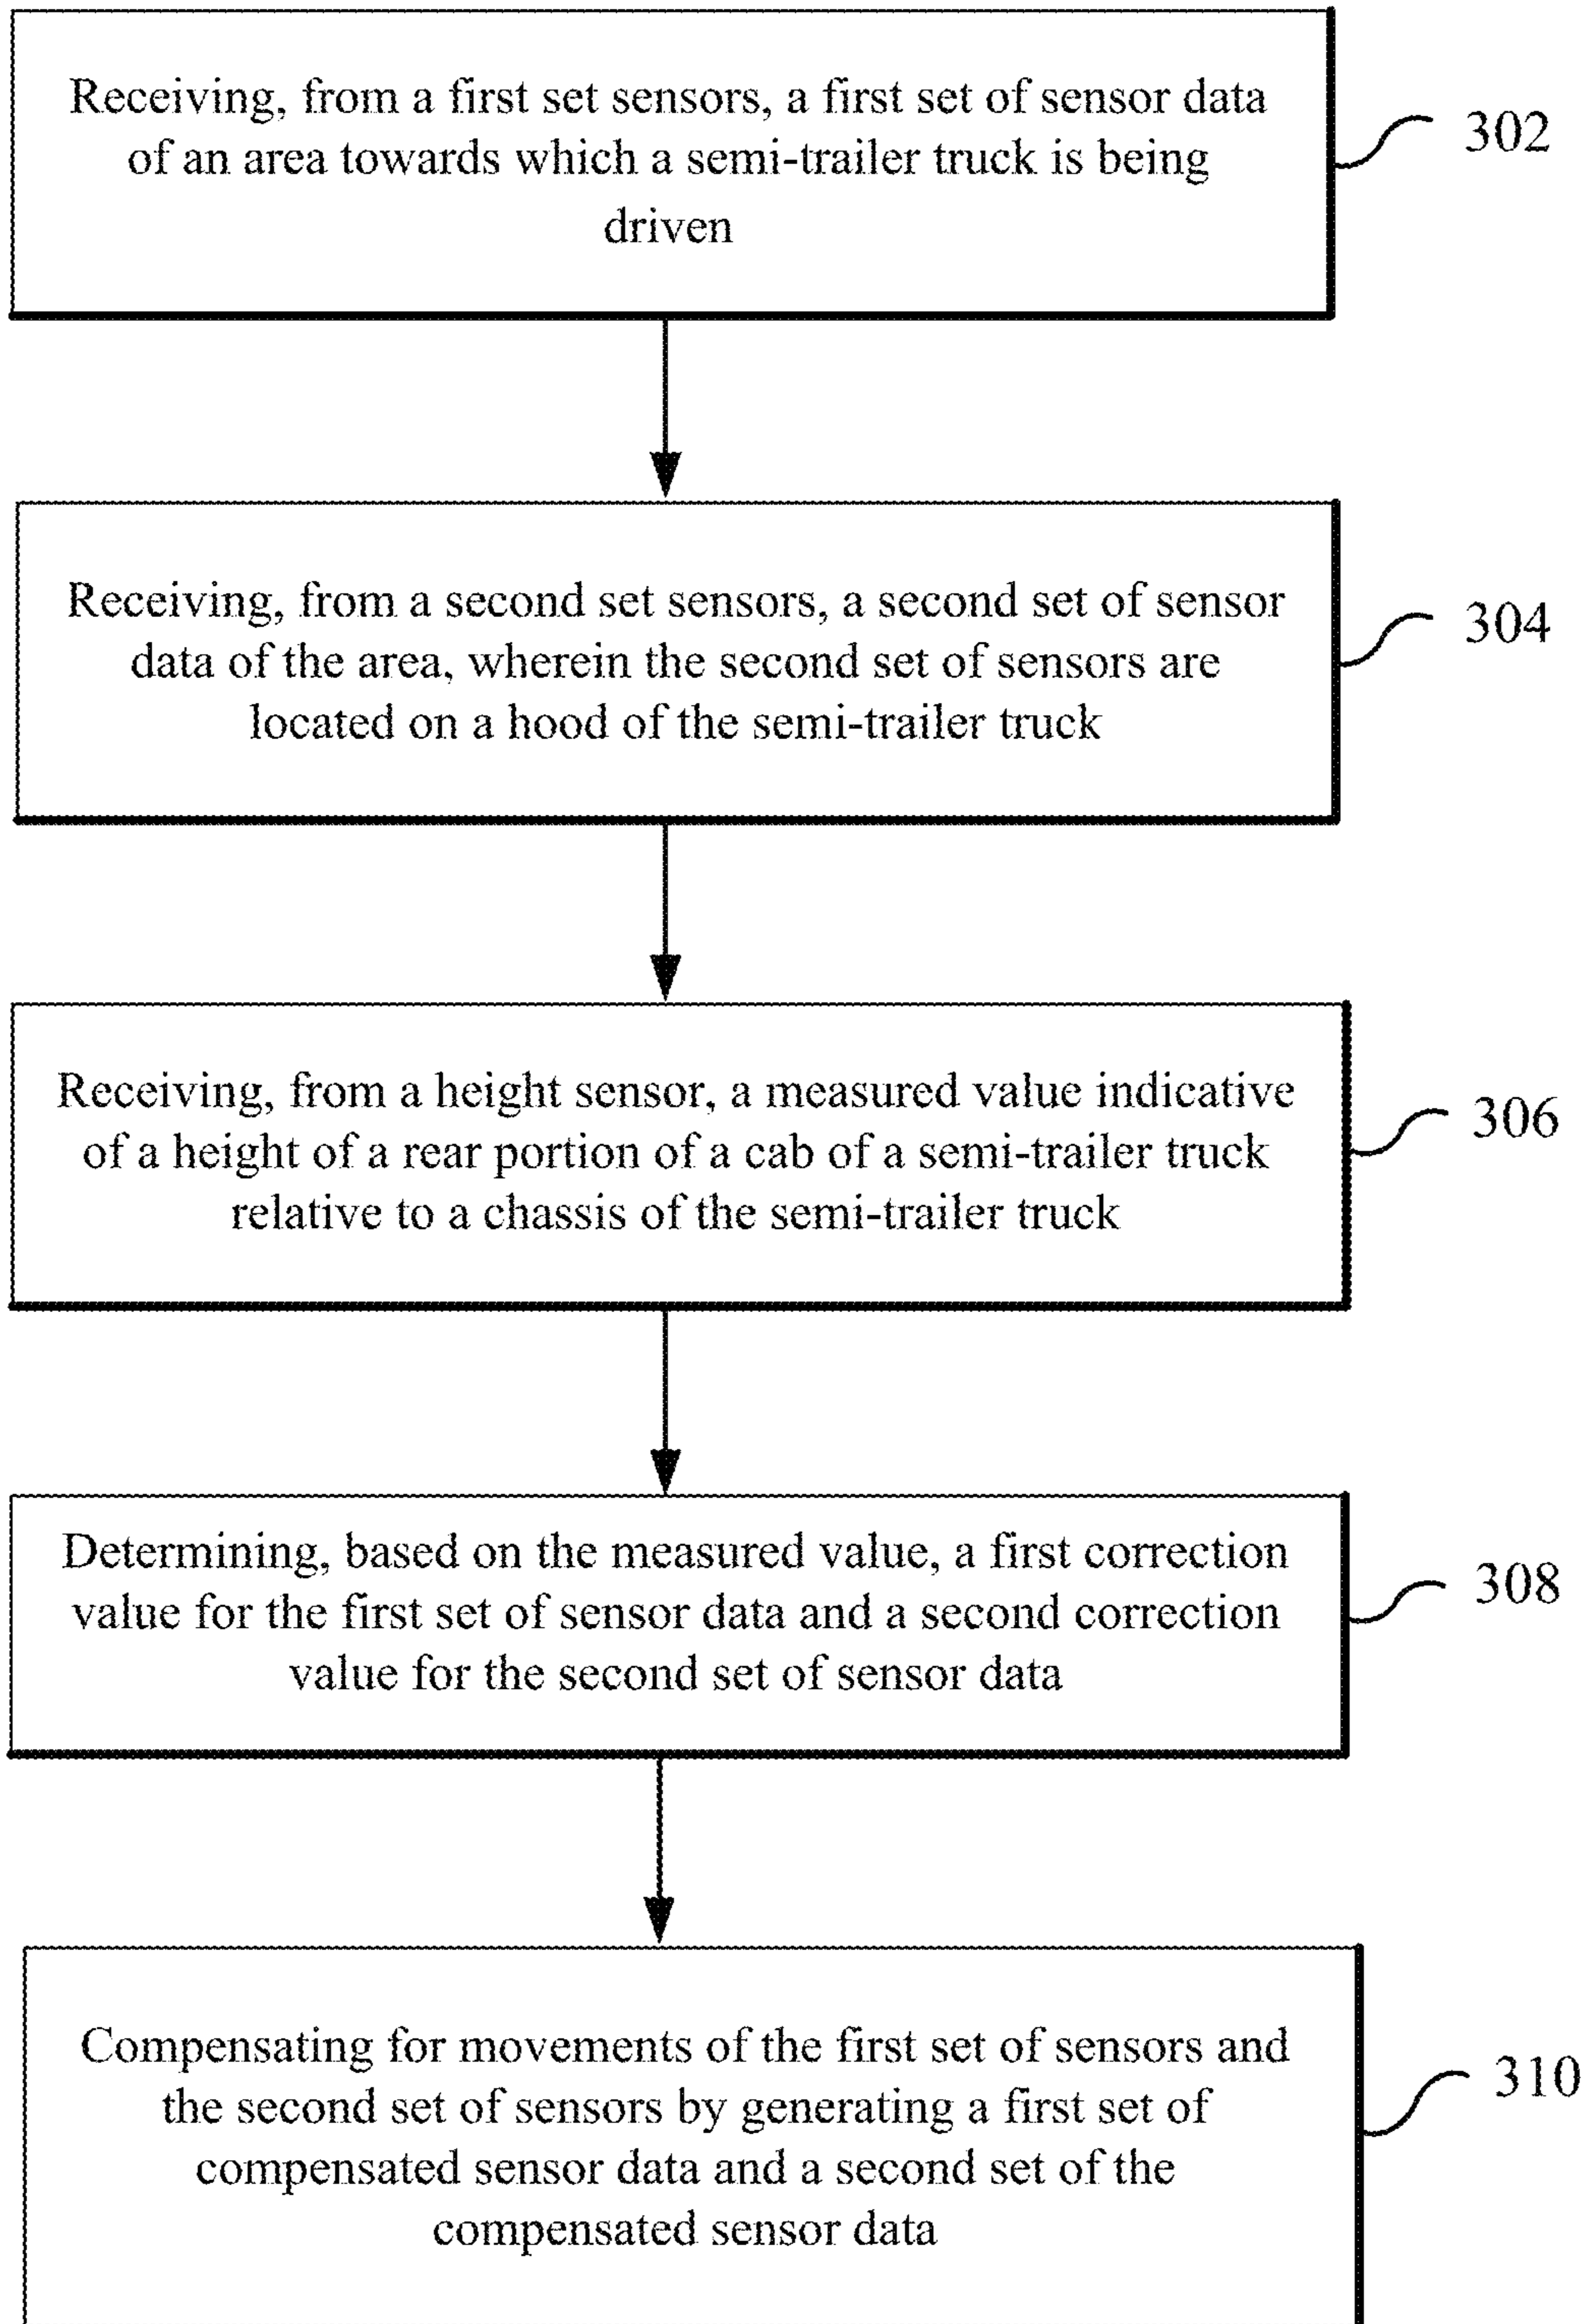 Receiving, from a first set sensors, a first set of sensor data
of an area towards which a semi-trailer truck is being
driven
302
Receiving, from a second set sensors, a second set of sensor
data of the area, wherein the second set of sensors are
located on a hood of the semi-trailer truck
304
Receiving, from a height sensor, a measured value indicative
of a height of a rear portion of a cab of a semi-trailer truck
relative to a chassis of the semi-trailer truck
306
Determining, based on the measured value, a first correction
value for the first set of sensor data and a second correction
value for the second set of sensor data
308
Compensating for movements of the first set of sensors and
the second set of sensors by generating a first set of
compensated sensor data and a second set of the
compensated sensor data
310